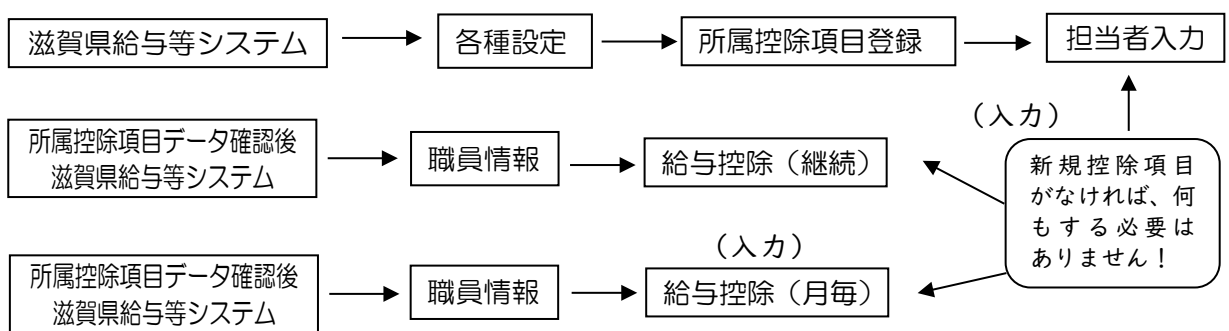 滋賀県給与等システム
各種設定
所属控除項目登録
担当者入力
所属控除項目データ確認後
滋賀県給与等システム
職員情報
給与控除（継続）
（入力）
新規控除項目
がなければ、何
もする必要は
ありません！
所属控除項目データ確認後
滋賀県給与等システム
職員情報
（入力）
給与控除（月毎）